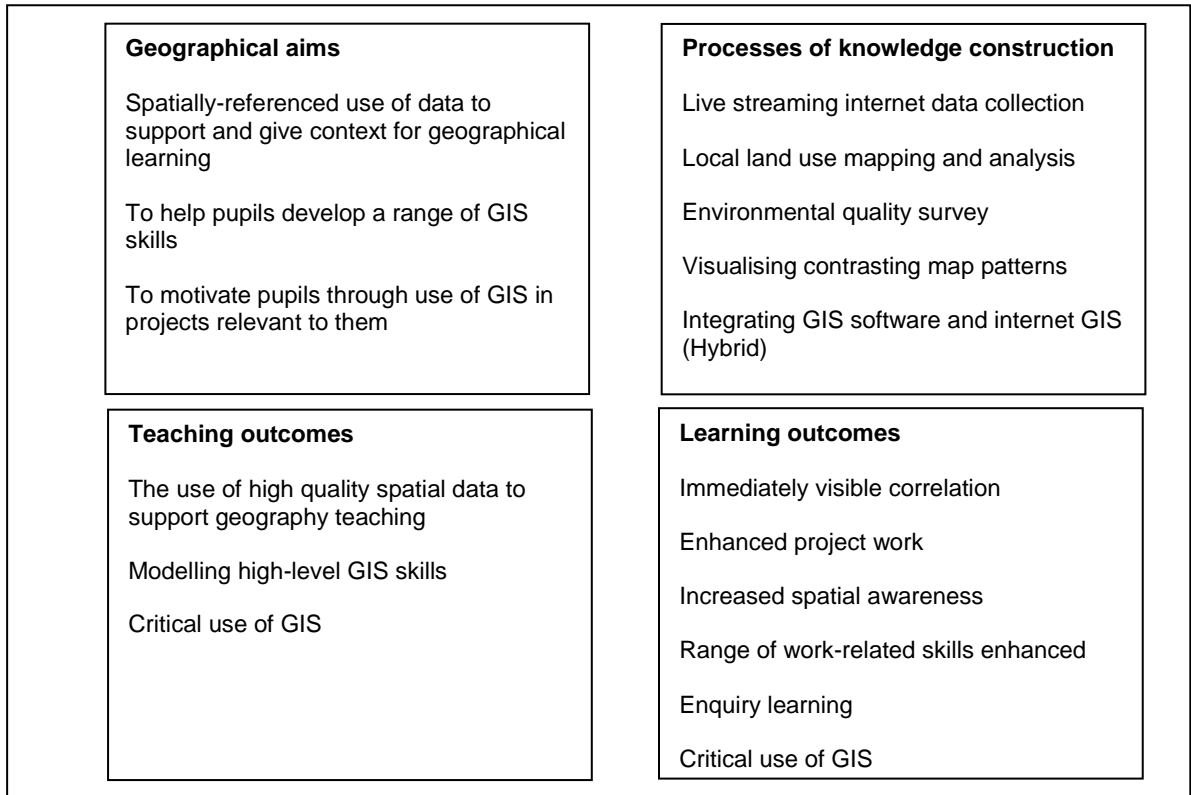 Geographical aims
Spatially-referenced use of data to
support and give context for geographical
learning
To help pupils develop a range of GIS
skills
To motivate pupils through use of GIS in
projects relevant to them
Processes of knowledge construction
Live streaming internet data collection
Local land use mapping and analysis
Environmental quality survey
Visualising contrasting map patterns
Integrating GIS software and internet GIS
(Hybrid)
Teaching outcomes
The use of high quality spatial data to
support geography teaching
Modelling high-level GIS skills
Critical use of GIS
Learning outcomes
Immediately visible correlation
Enhanced project work
Increased spatial awareness
Range of work-related skills enhanced
Enquiry learning
Critical use of GIS